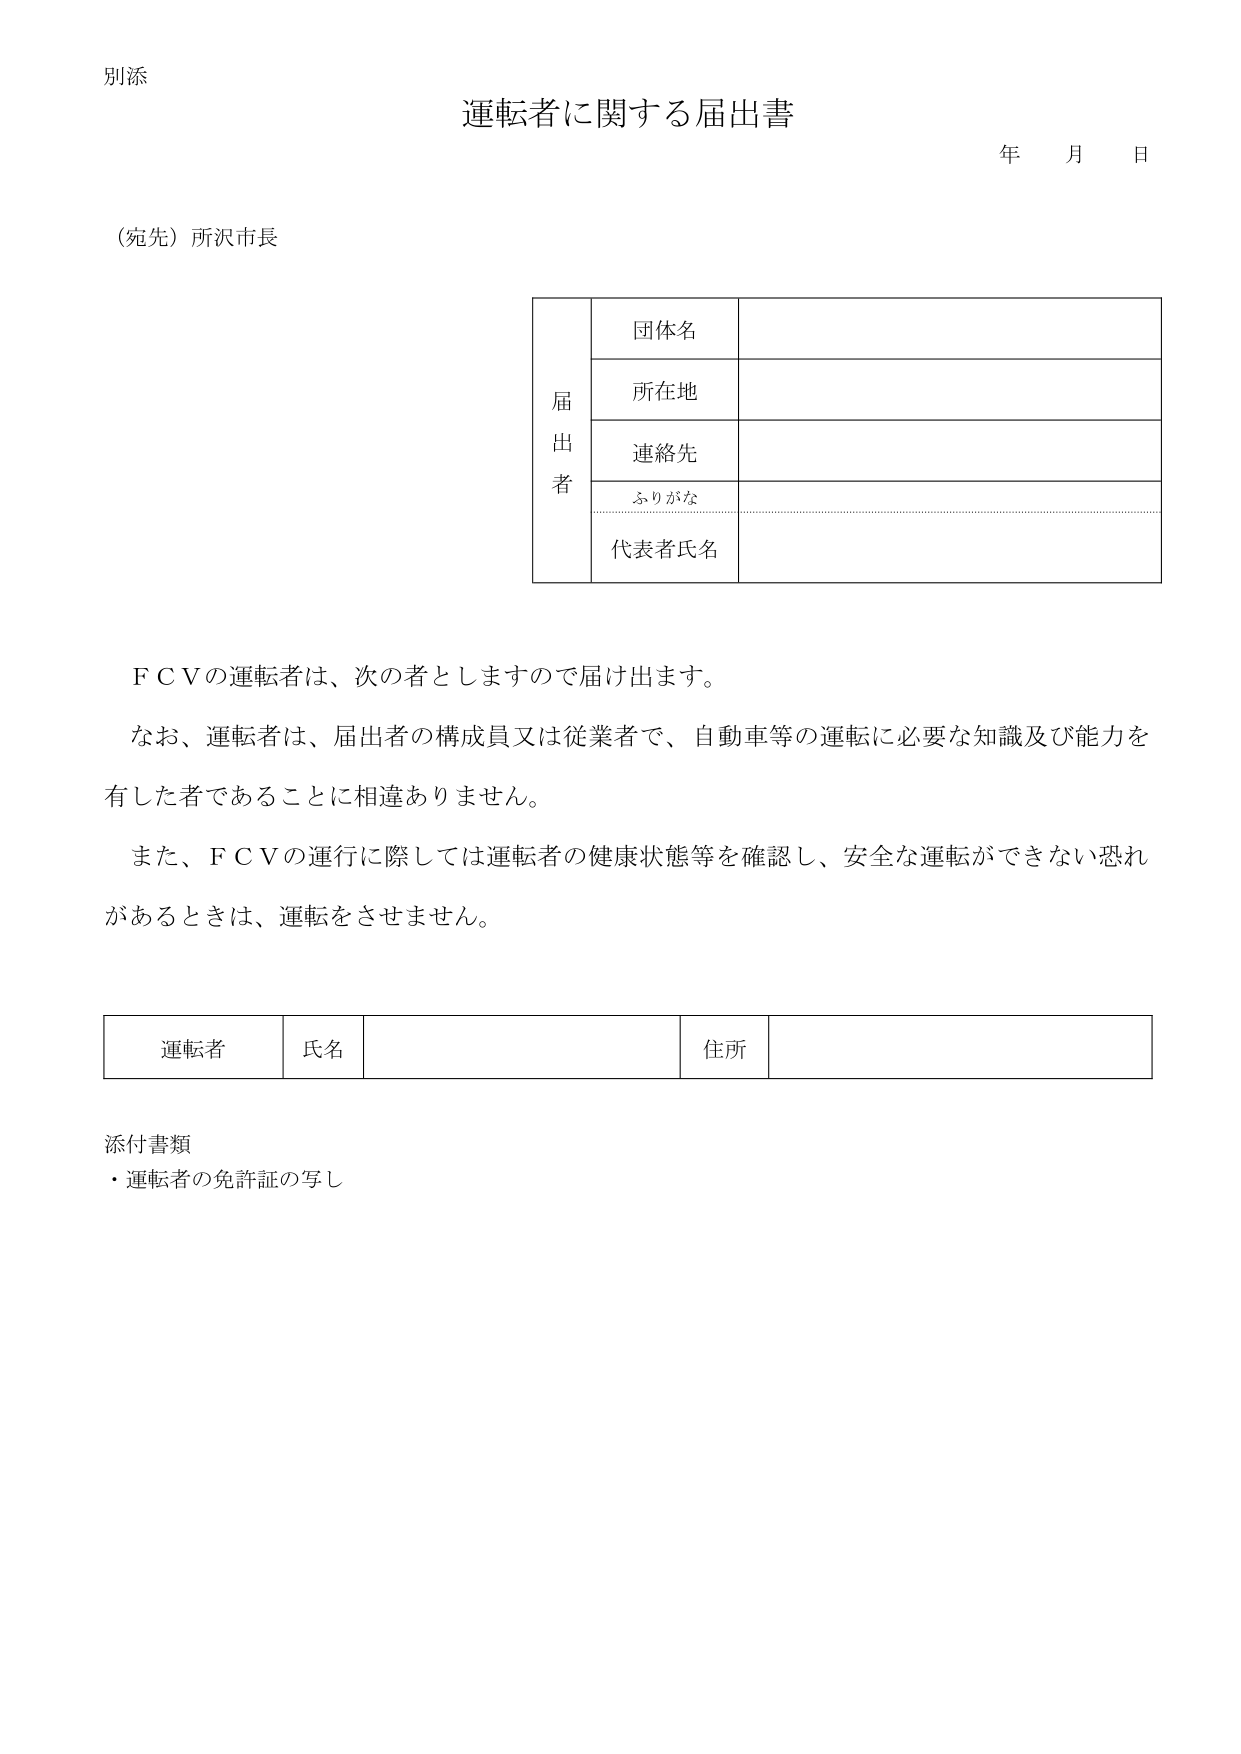 別添
運転者に関する届出書
年　　月　　日
（宛先）所沢市長
届出者
団体名
所在地
連絡先
ふりがな
代表者氏名
ＦＣＶの運転者は、次の者としますので届け出ます。
なお、運転者は、届出者の構成員又は従業者で、自動車等の運転に必要な知識及び能力を
有した者であることに相違ありません。
また、ＦＣＶの運行に際しては運転者の健康状態等を確認し、安全な運転ができない恐れ
があるときは、運転をさせません。
運転者　氏名　住所
添付書類
・運転者の免許証の写し